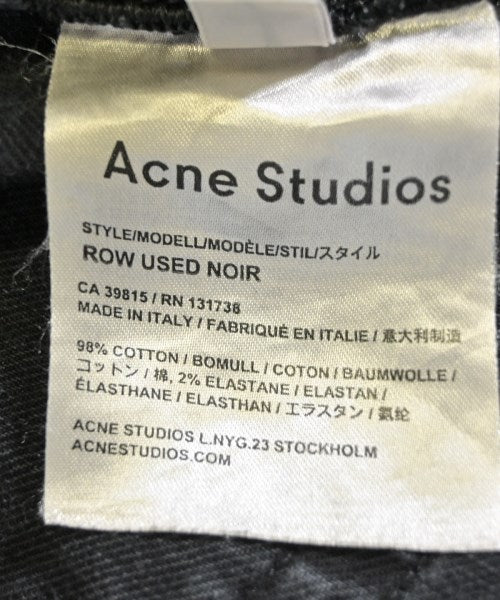 Acne Studios
STYLE/MODELL/MODÈLE/STIL/スタイル
ROW USED NOIR
CA 39815 / RN 131736
MADE IN ITALY / FABRIQUÉ EN ITALIE / 意大利制造
98% COTTON / BOMULL / COTON / BAUMWOLLE /
コットン / 棉, 2% ELASTANE / ELASTAN /
ÉLASTHANE / ELASTHAN / エラスタン / 氨纶
ACNE STUDIOS L.NYG.23 STOCKHOLM
ACNESTUDIOS.COM